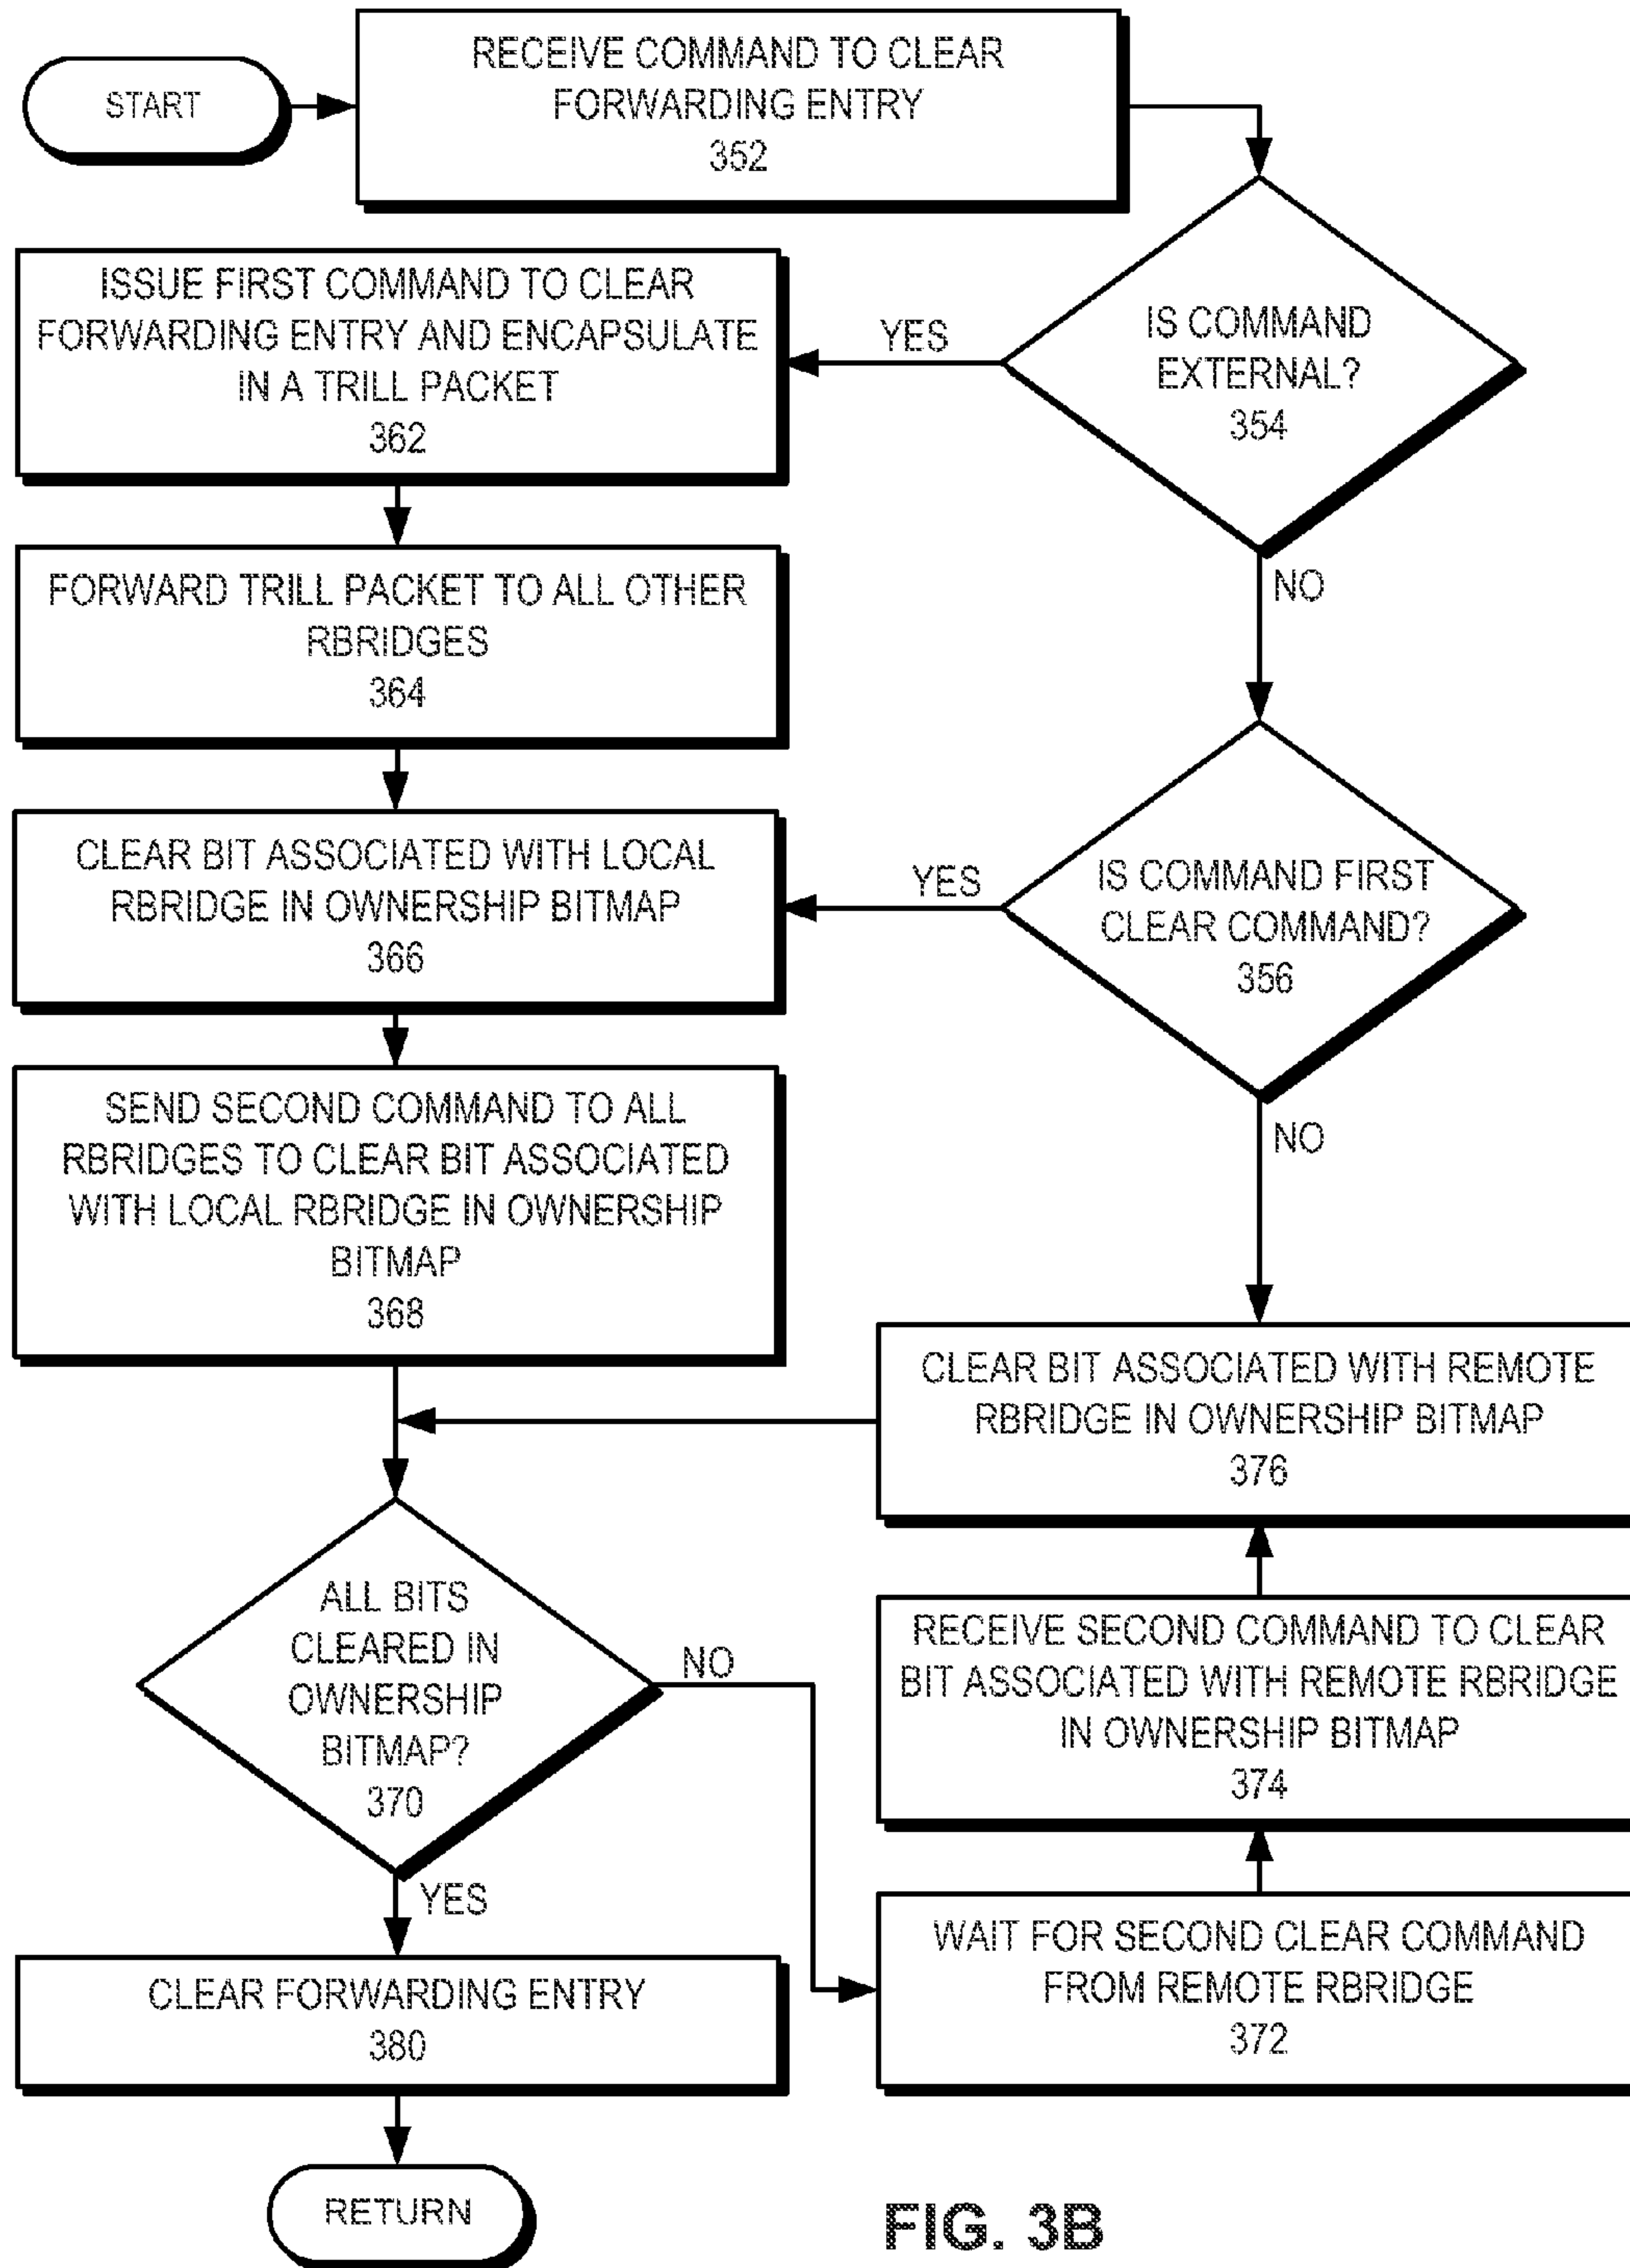 START
RECEIVE COMMAND TO CLEAR
FORWARDING ENTRY
352
ISSUE FIRST COMMAND TO CLEAR
FORWARDING ENTRY AND ENCAPSULATE
IN A TRILL PACKET
362
YES
IS COMMAND
EXTERNAL?
354
NO
FORWARD TRILL PACKET TO ALL OTHER
RBRIDGES
364
CLEAR BIT ASSOCIATED WITH LOCAL
RBRIDGE IN OWNERSHIP BITMAP
366
YES
IS COMMAND FIRST
CLEAR COMMAND?
356
NO
SEND SECOND COMMAND TO ALL
RBRIDGES TO CLEAR BIT ASSOCIATED
WITH LOCAL RBRIDGE IN OWNERSHIP
BITMAP
368
CLEAR BIT ASSOCIATED WITH REMOTE
RBRIDGE IN OWNERSHIP BITMAP
376
ALL BITS
CLEARED IN
OWNERSHIP
BITMAP?
370
NO
YES
RECEIVE SECOND COMMAND TO CLEAR
BIT ASSOCIATED WITH REMOTE RBRIDGE
IN OWNERSHIP BITMAP
374
WAIT FOR SECOND CLEAR COMMAND
FROM REMOTE RBRIDGE
372
CLEAR FORWARDING ENTRY
380
RETURN
FIG. 3B